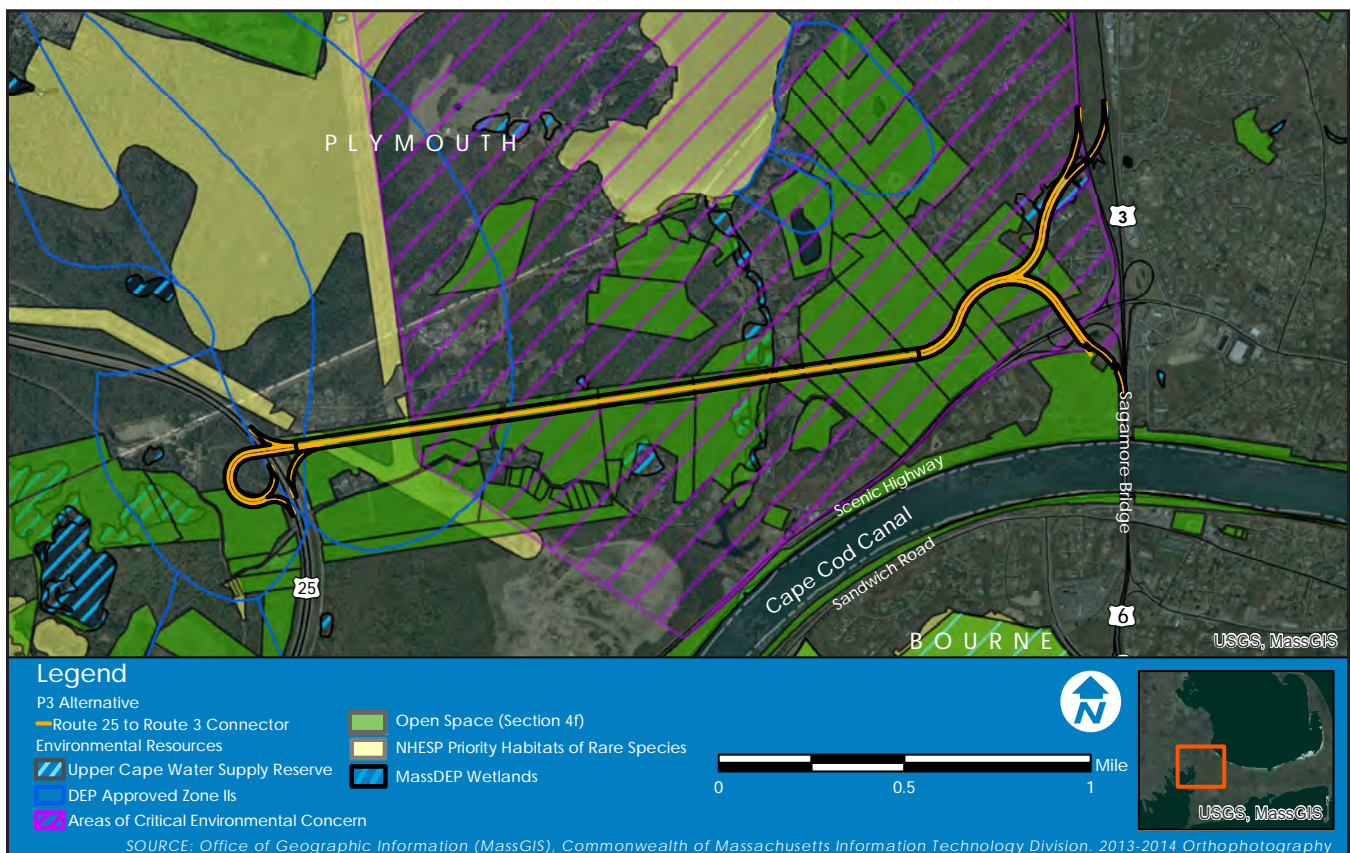 PLYMOUTH
3
Scenic Highway
Sagamore Bridge
Cape Cod Canal
Sandwich Road
25
6
BOURNE
USGS, MassGIS
Legend
P3 Alternative
Route 25 to Route 3 Connector
Environmental Resources
Upper Cape Water Supply Reserve
DEP Approved Zone IIs
Areas of Critical Environmental Concern
Open Space (Section 4f)
NHESP Priority Habitats of Rare Species
MassDEP Wetlands
N
Mile
0 0.5 1
USGS, MassGIS
SOURCE: Office of Geographic Information (MassGIS), Commonwealth of Massachusetts Information Technology Division. 2013-2014 Orthophotography